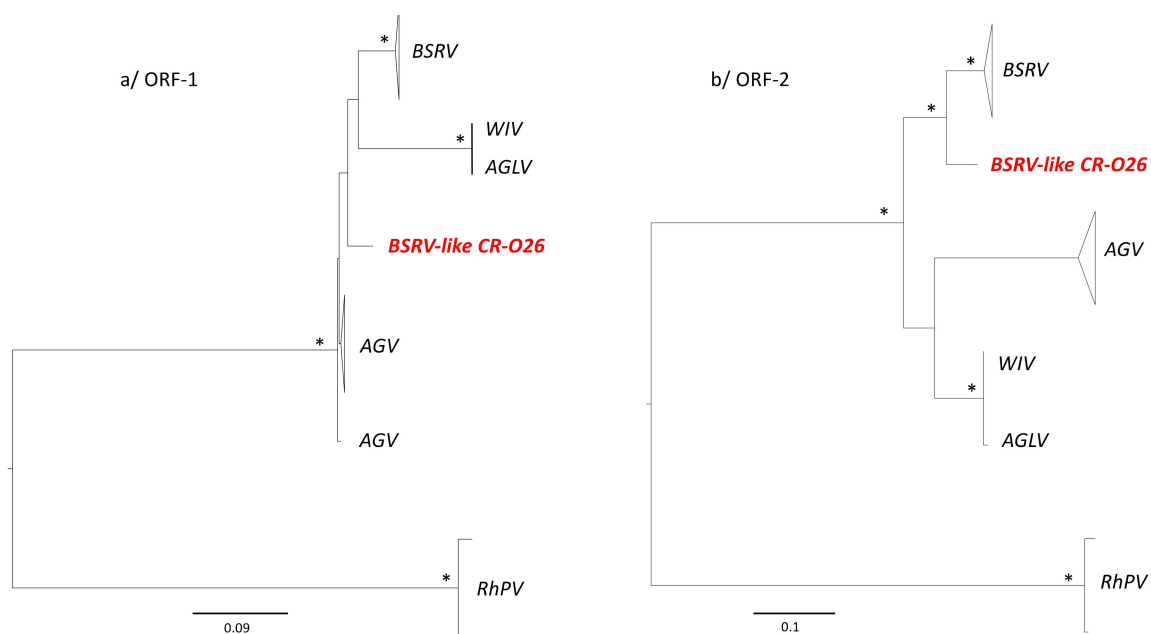 a/ ORF-1
*
BSRV
*
WIV
AGLV
BSRV-like CR-O26
*
AGV
AGV
*
RhPV
0.09
b/ ORF-2
*
BSRV
*
BSRV-like CR-O26
*
AGV
WIV
*
AGLV
*
RhPV
0.1